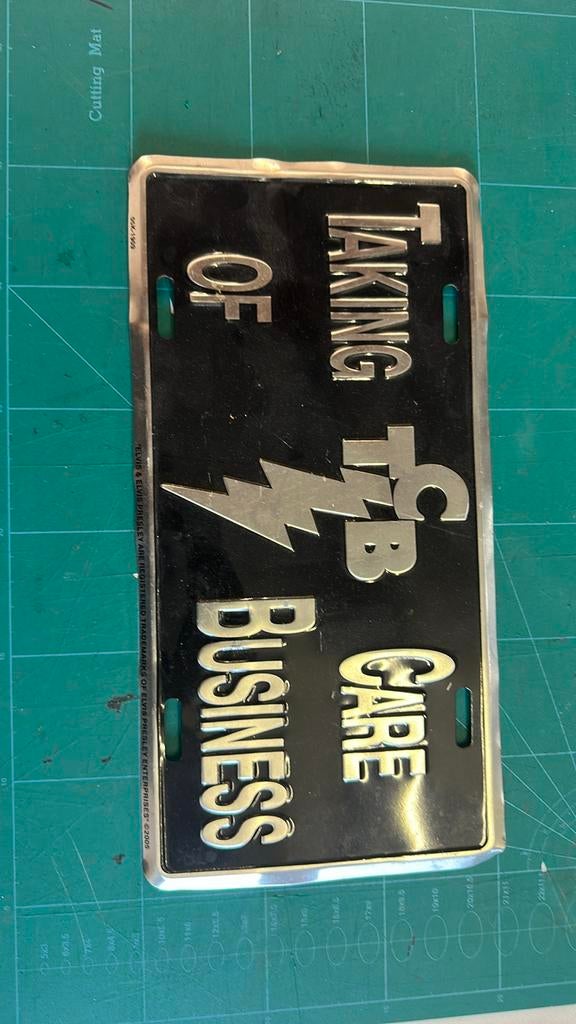 TAKING CARE
TCB
OF BUSINESS
"ELVIS & ELVIS PRESLEY ARE REGISTERED TRADEMARKS OF ELVIS PRESLEY ENTERPRISES" ©2005
Cutting Mat